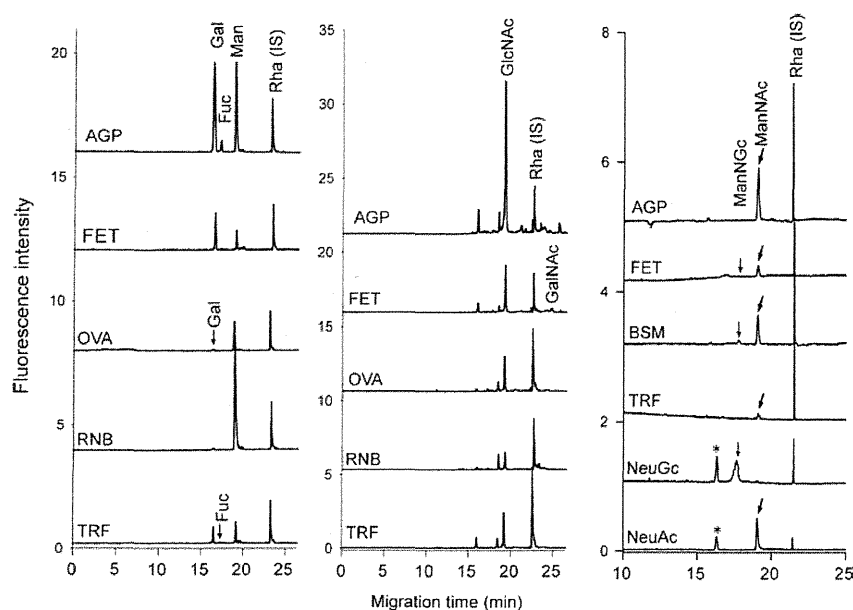 Fluorescence intensity
20
15
10
5
0
Gal
Fuc
Man
Rha (IS)
AGP
FET
OVA
Gal
RNB
TRF
Fuc
0 5 10 15 20 25
35
30
25
20
15
10
5
0
GlcNAc
Rha (IS)
AGP
FET
GalNAc
OVA
RNB
TRF
0 5 10 15 20 25
8
6
4
2
0
ManNGc
ManNAc
Rha (IS)
AGP
FET
BSM
TRF
NeuGc
*
NeuAc
*
10 15 20 25
Migration time (min)